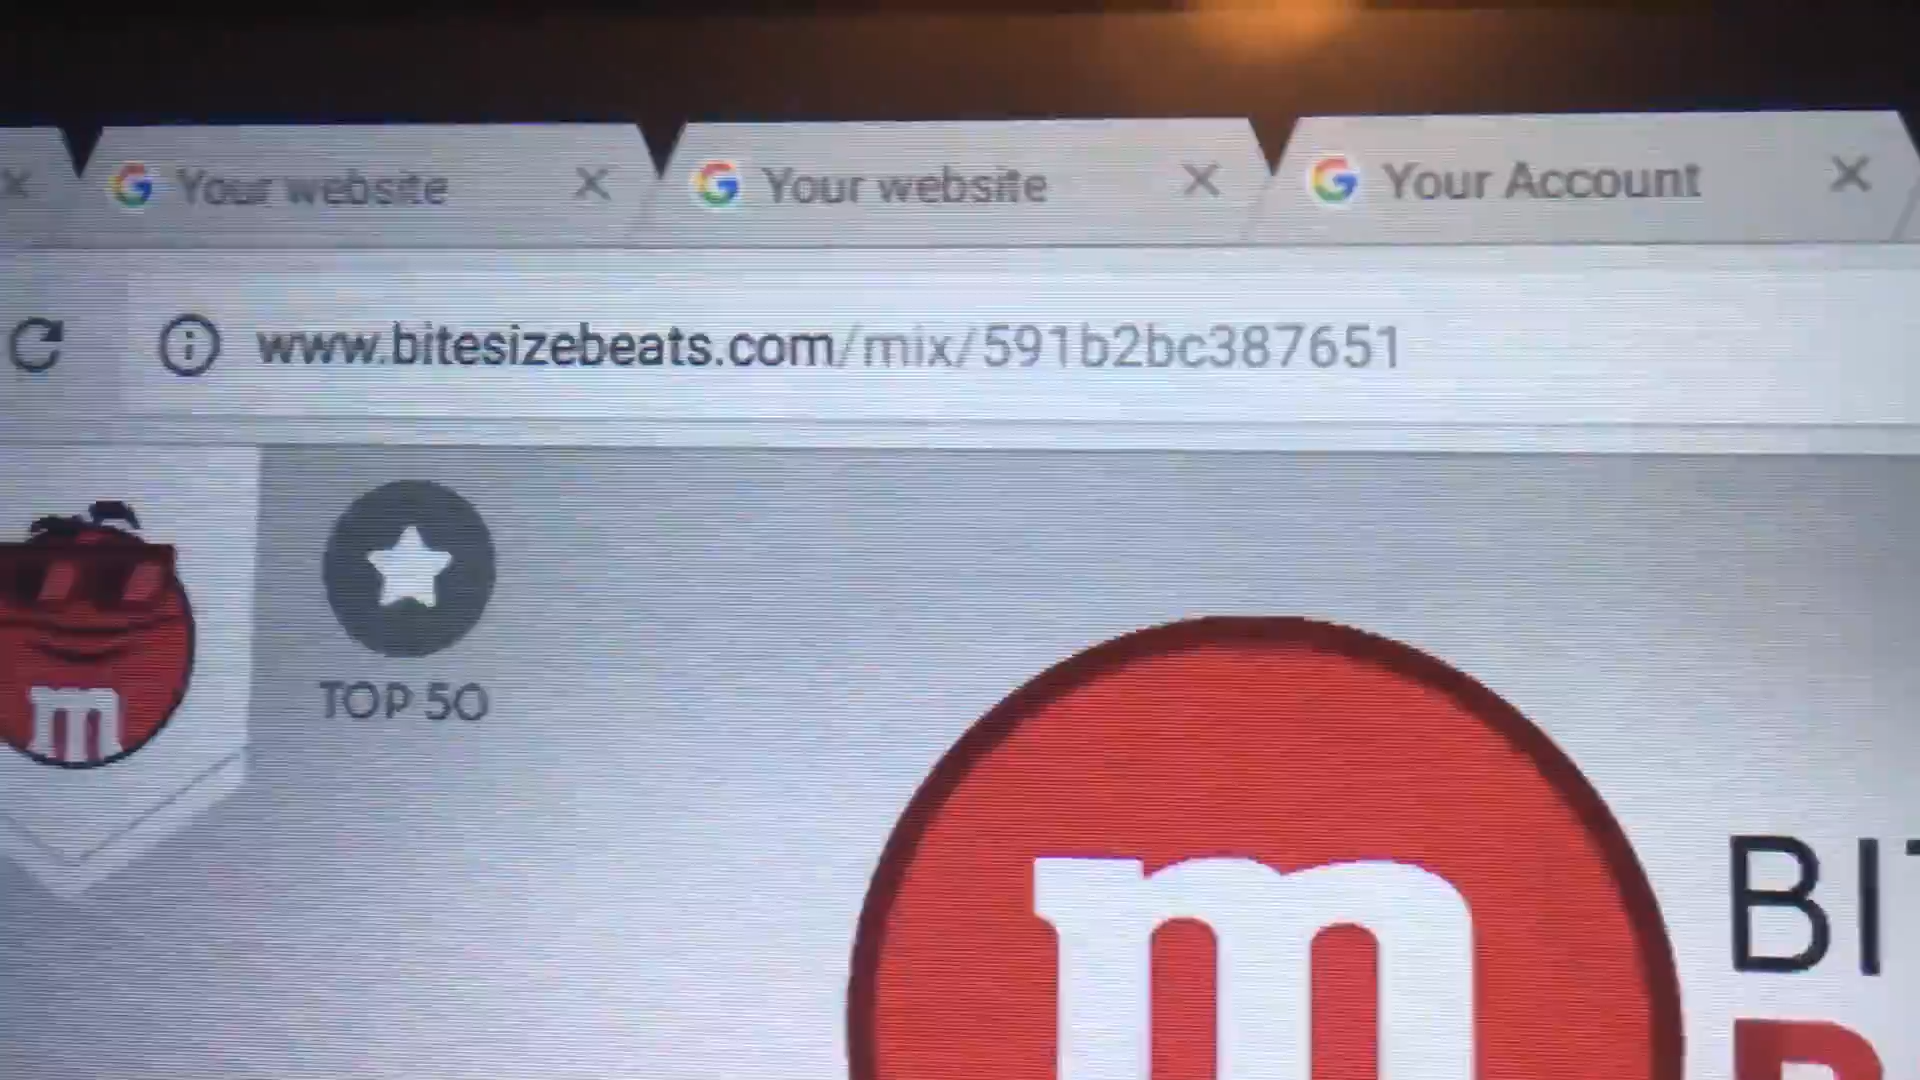 Your website
Your website
Your Account
www.bitesizebeats.com/mix/591b2bc387651
m
TOP 50
m
BI